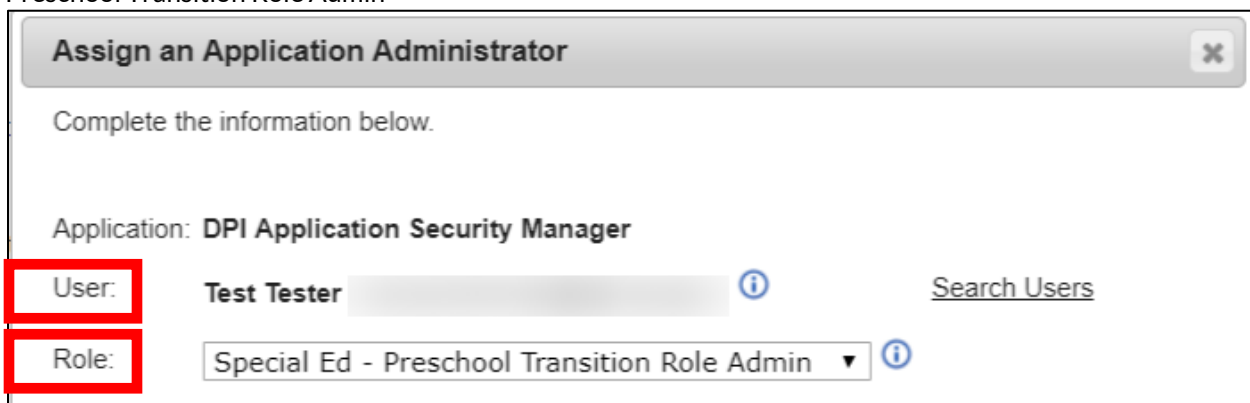 Preschool Transition Role Admin
Assign an Application Administrator
Complete the information below.
Application: DPI Application Security Manager
User: Test Tester Search Users
Role: Special Ed - Preschool Transition Role Admin